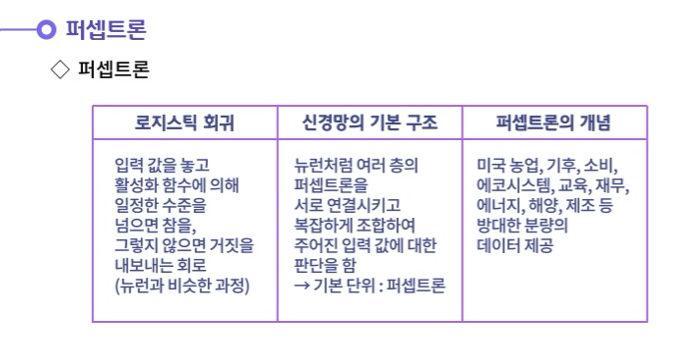 퍼셉트론
◇ 퍼셉트론
로지스틱 회귀
입력 값을 놓고
활성화 함수에 의해
일정한 수준을
넘으면 참을,
그렇지 않으면 거짓을
내보내는 회로
(뉴런과 비슷한 과정)
신경망의 기본 구조
뉴런처럼 여러 층의
퍼셉트론을
서로 연결시키고
복잡하게 조합하여
주어진 입력 값에 대한
판단을 함
→ 기본 단위 : 퍼셉트론
퍼셉트론의 개념
미국 농업, 기후, 소비,
에코시스템, 교육, 재무,
에너지, 해양, 제조 등
방대한 분량의
데이터 제공